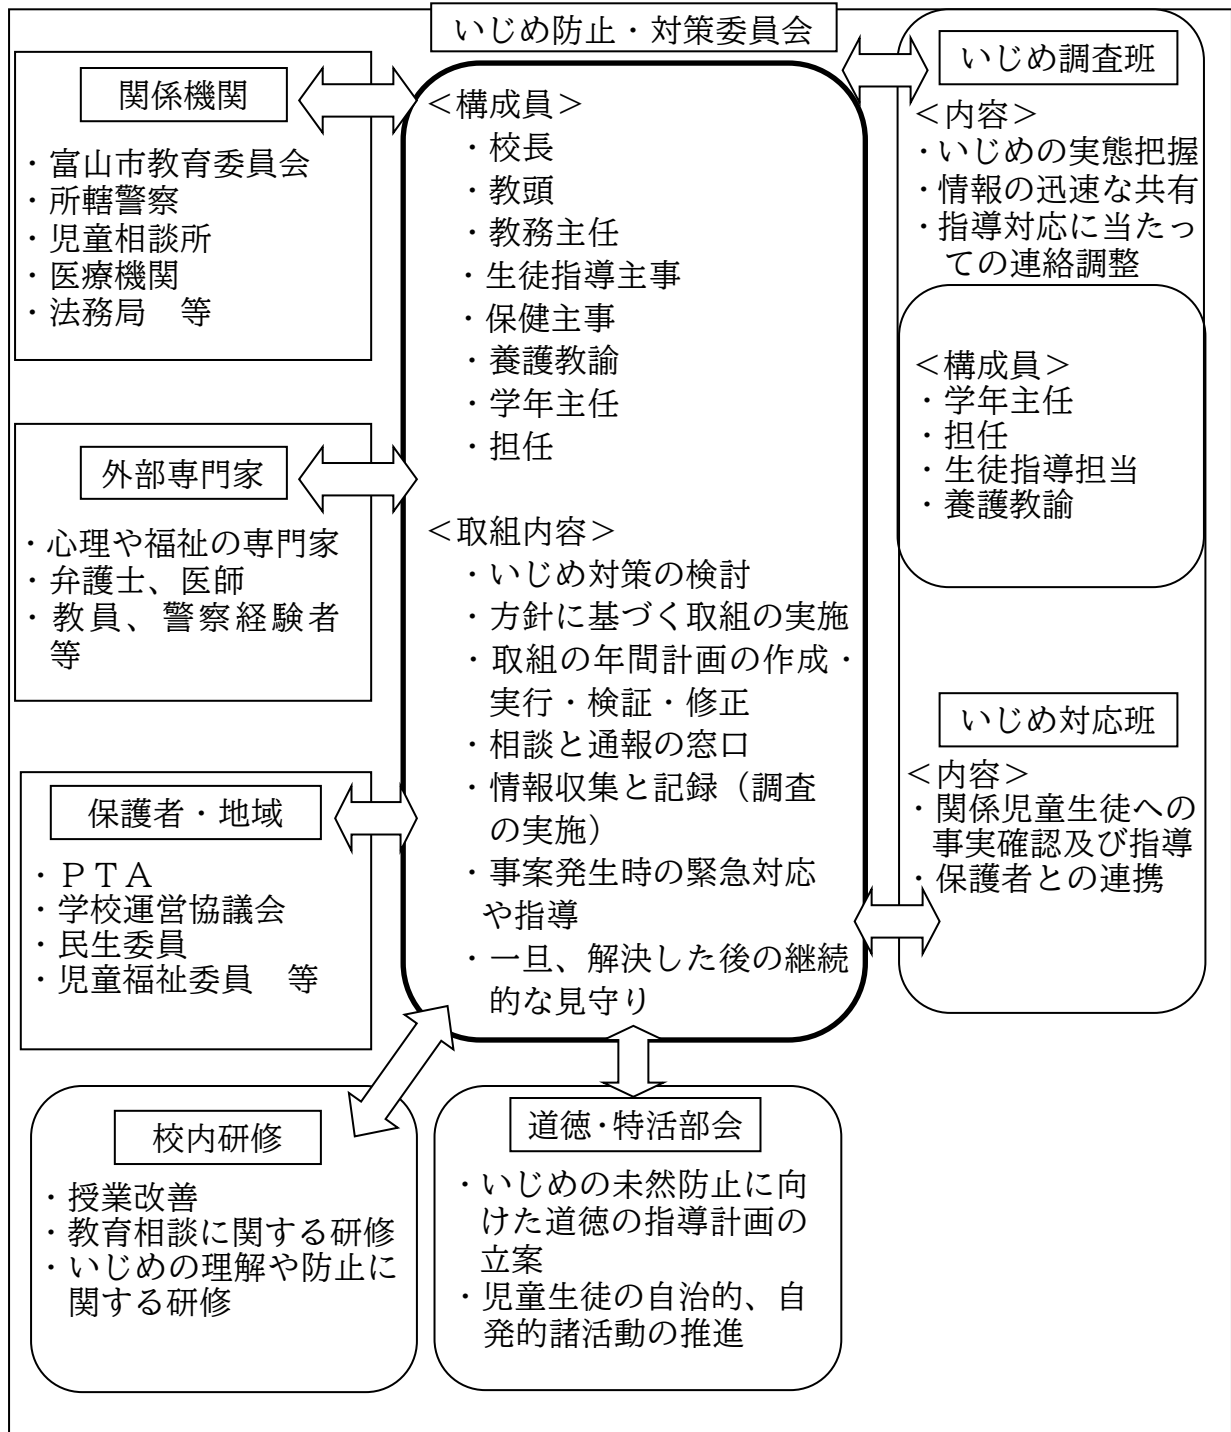 いじめ防止・対策委員会
関係機関
・富山市教育委員会
・所轄警察
・児童相談所
・医療機関
・法務局　等
外部専門家
・心理や福祉の専門家
・弁護士、医師
・教員、警察経験者
等
保護者・地域
・ＰＴＡ
・学校運営協議会
・民生委員
・児童福祉委員　等
＜構成員＞
・校長
・教頭
・教務主任
・生徒指導主事
・保健主事
・養護教諭
・学年主任
・担任
＜取組内容＞
・いじめ対策の検討
・方針に基づく取組の実施
・取組の年間計画の作成・
実行・検証・修正
・相談と通報の窓口
・情報収集と記録（調査
の実施）
・事案発生時の緊急対応
や指導
・一旦、解決した後の継続
的な見守り
いじめ調査班
＜内容＞
・いじめの実態把握
・情報の迅速な共有
・指導対応に当たっ
ての連絡調整
＜構成員＞
・学年主任
・担任
・生徒指導担当
・養護教諭
いじめ対応班
＜内容＞
・関係児童生徒への
事実確認及び指導
・保護者との連携
校内研修
・授業改善
・教育相談に関する研修
・いじめの理解や防止に
関する研修
道徳・特活部会
・いじめの未然防止に向
けた道徳の指導計画の
立案
・児童生徒の自治的、自
発的諸活動の推進